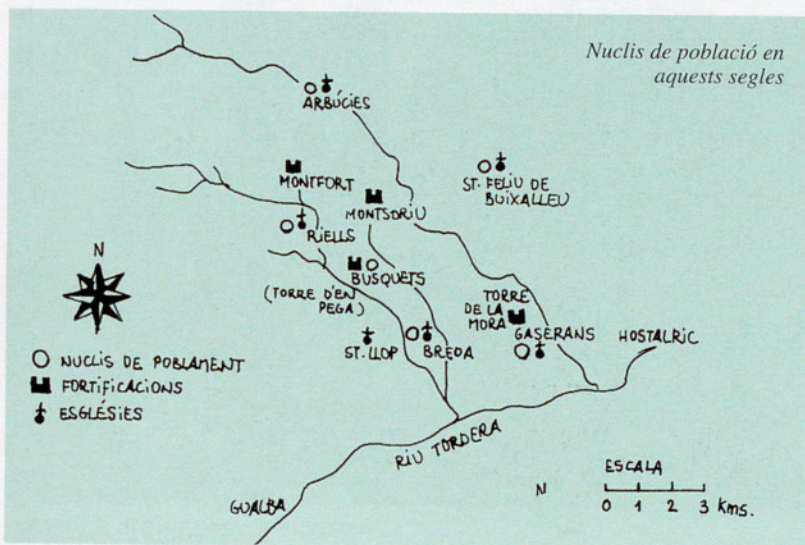 Nuclis de població en
aquests segles
ARBÚCIES
MONTFORT
ST. FELIU DE
BUIXALLEU
MONTSORIU
RIELLS
N
BUSQUETS
(TORRE D'EN
PEGA)
TORRE
DE LA
MORA
GASERANS
HOSTALRIC
ST. LLOP
BREDA
NUCLIS DE POBLAMENT
FORTIFICACIONS
ESGLÉSIES
RIU TORDERA
GUALBA
N
ESCALA
0 1 2 3 Kms.